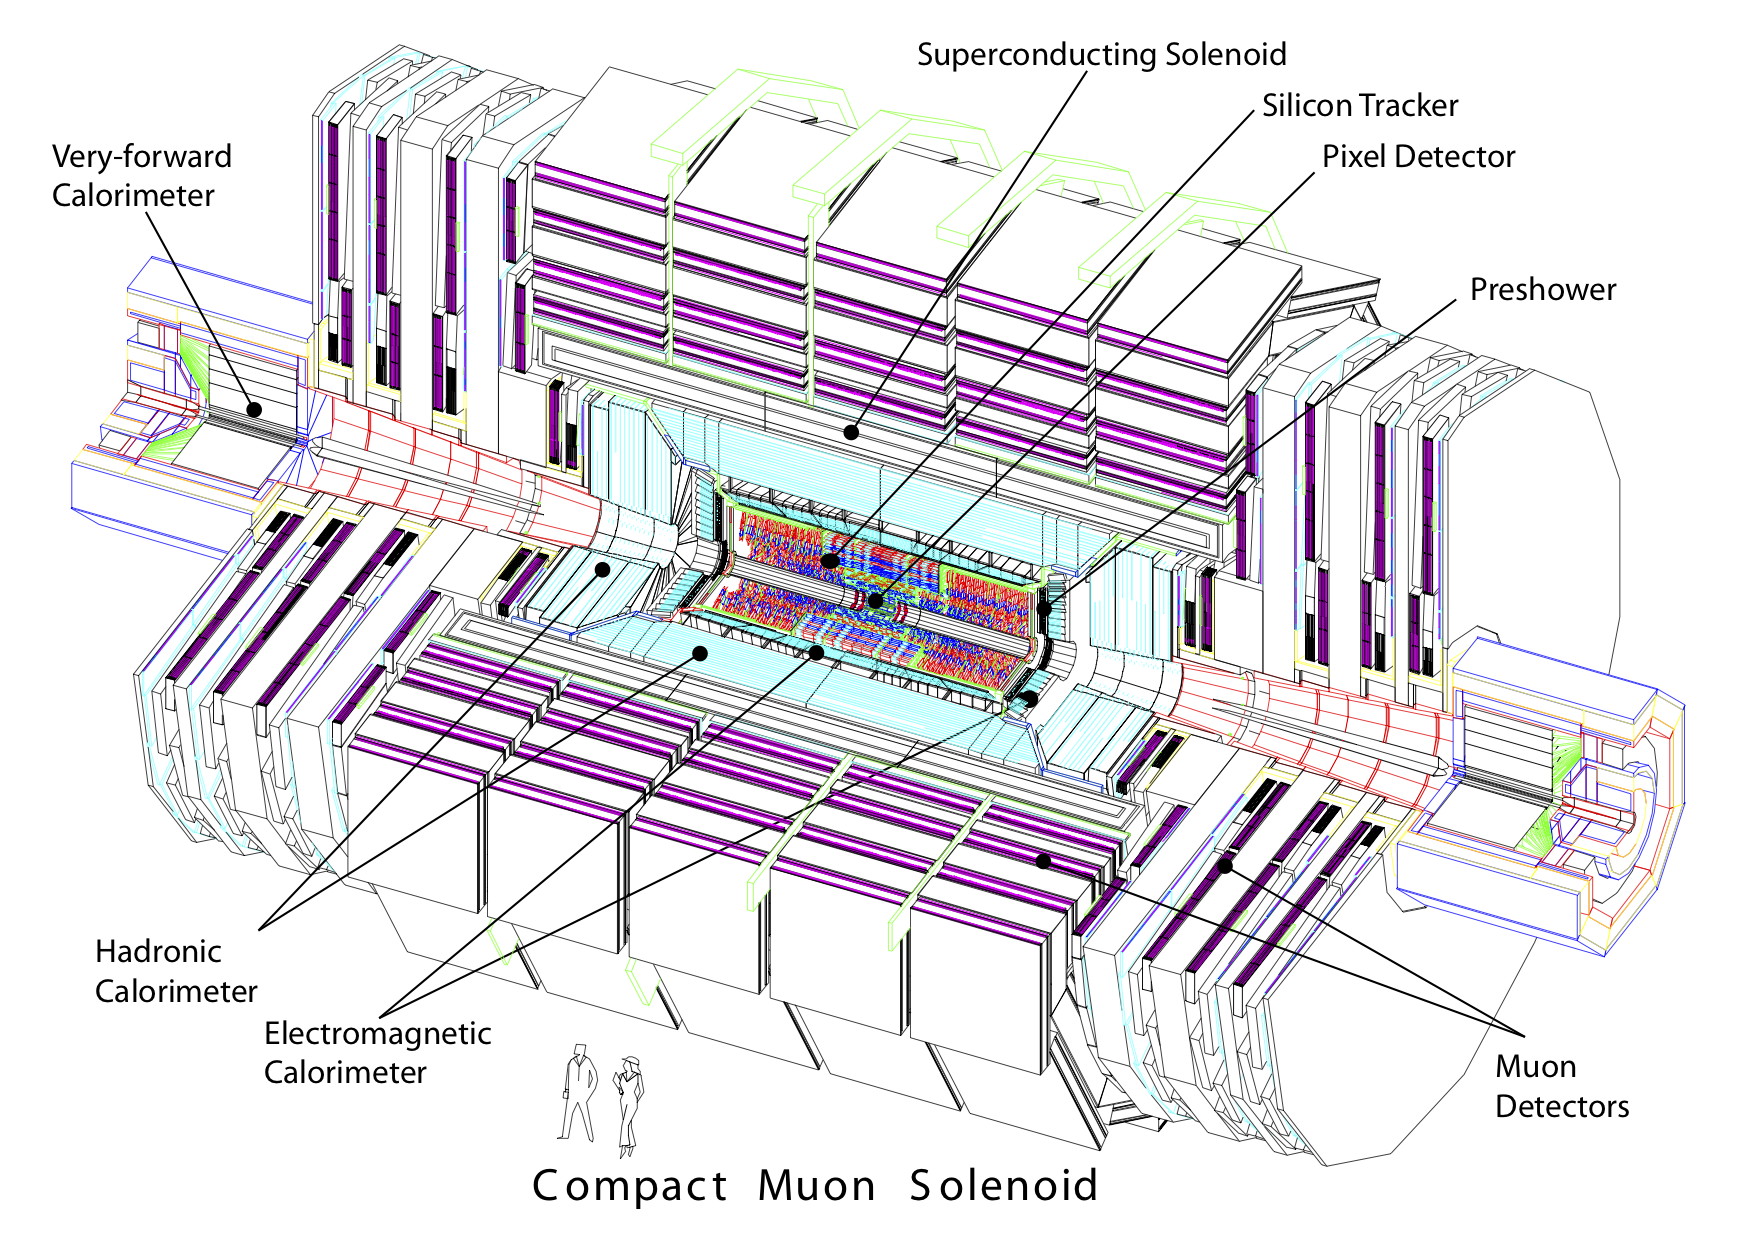 Superconducting Solenoid
Silicon Tracker
Pixel Detector
Very-forward
Calorimeter
Preshower
Hadronic
Calorimeter
Electromagnetic
Calorimeter
Muon
Detectors
Compact Muon Solenoid